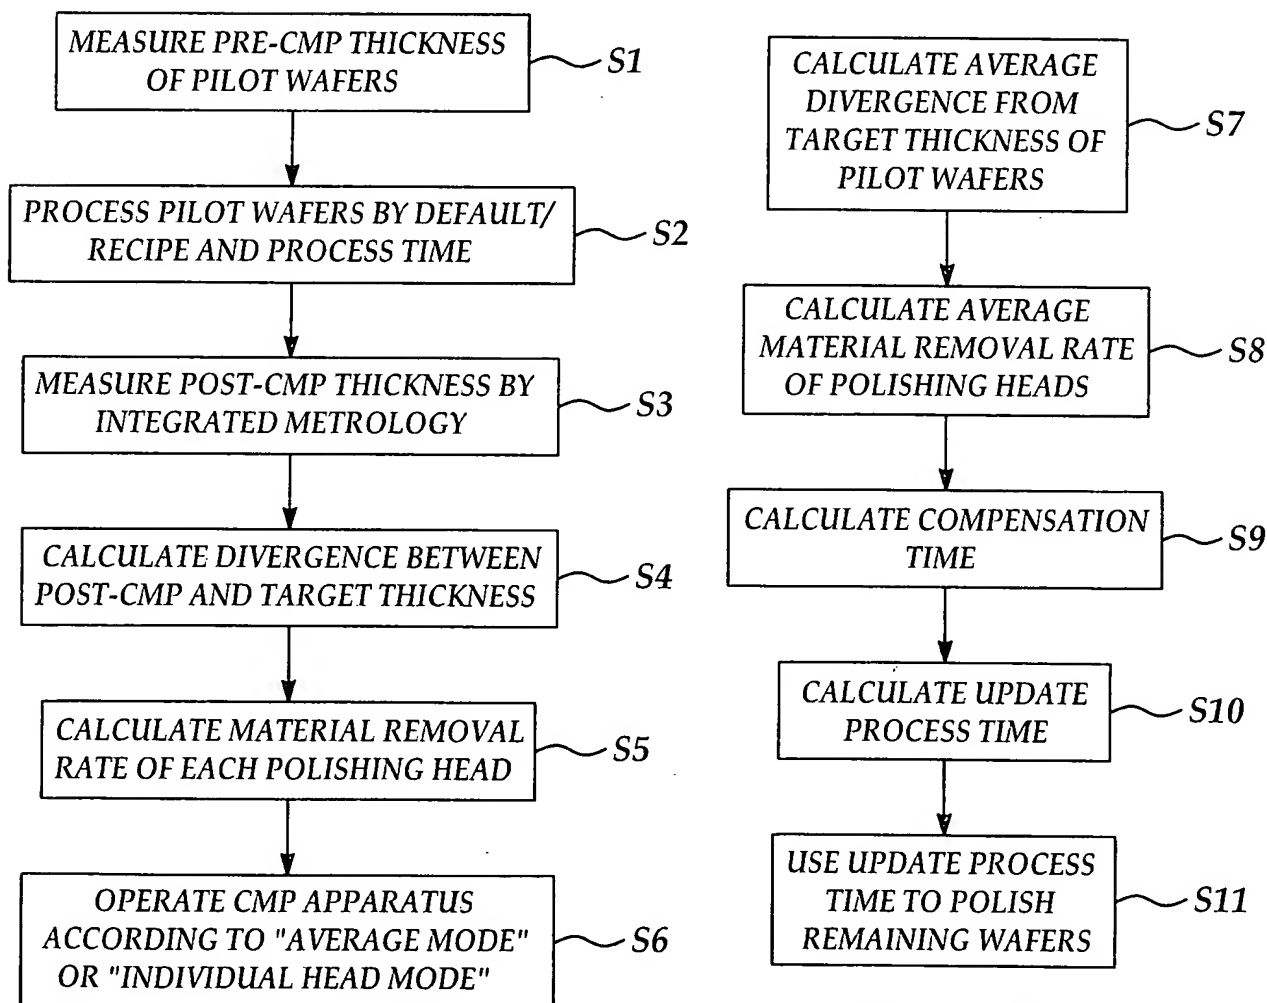 MEASURE PRE-CMP THICKNESS
OF PILOT WAFERS
S1
PROCESS PILOT WAFERS BY DEFAULT/
RECIPE AND PROCESS TIME
S2
MEASURE POST-CMP THICKNESS BY
INTEGRATED METROLOGY
S3
CALCULATE DIVERGENCE BETWEEN
POST-CMP AND TARGET THICKNESS
S4
CALCULATE MATERIAL REMOVAL
RATE OF EACH POLISHING HEAD
S5
OPERATE CMP APPARATUS
ACCORDING TO "AVERAGE MODE"
OR "INDIVIDUAL HEAD MODE"
S6
CALCULATE AVERAGE
DIVERGENCE FROM
TARGET THICKNESS OF
PILOT WAFERS
S7
CALCULATE AVERAGE
MATERIAL REMOVAL RATE
OF POLISHING HEADS
S8
CALCULATE COMPENSATION
TIME
S9
CALCULATE UPDATE
PROCESS TIME
S10
USE UPDATE PROCESS
TIME TO POLISH
REMAINING WAFERS
S11